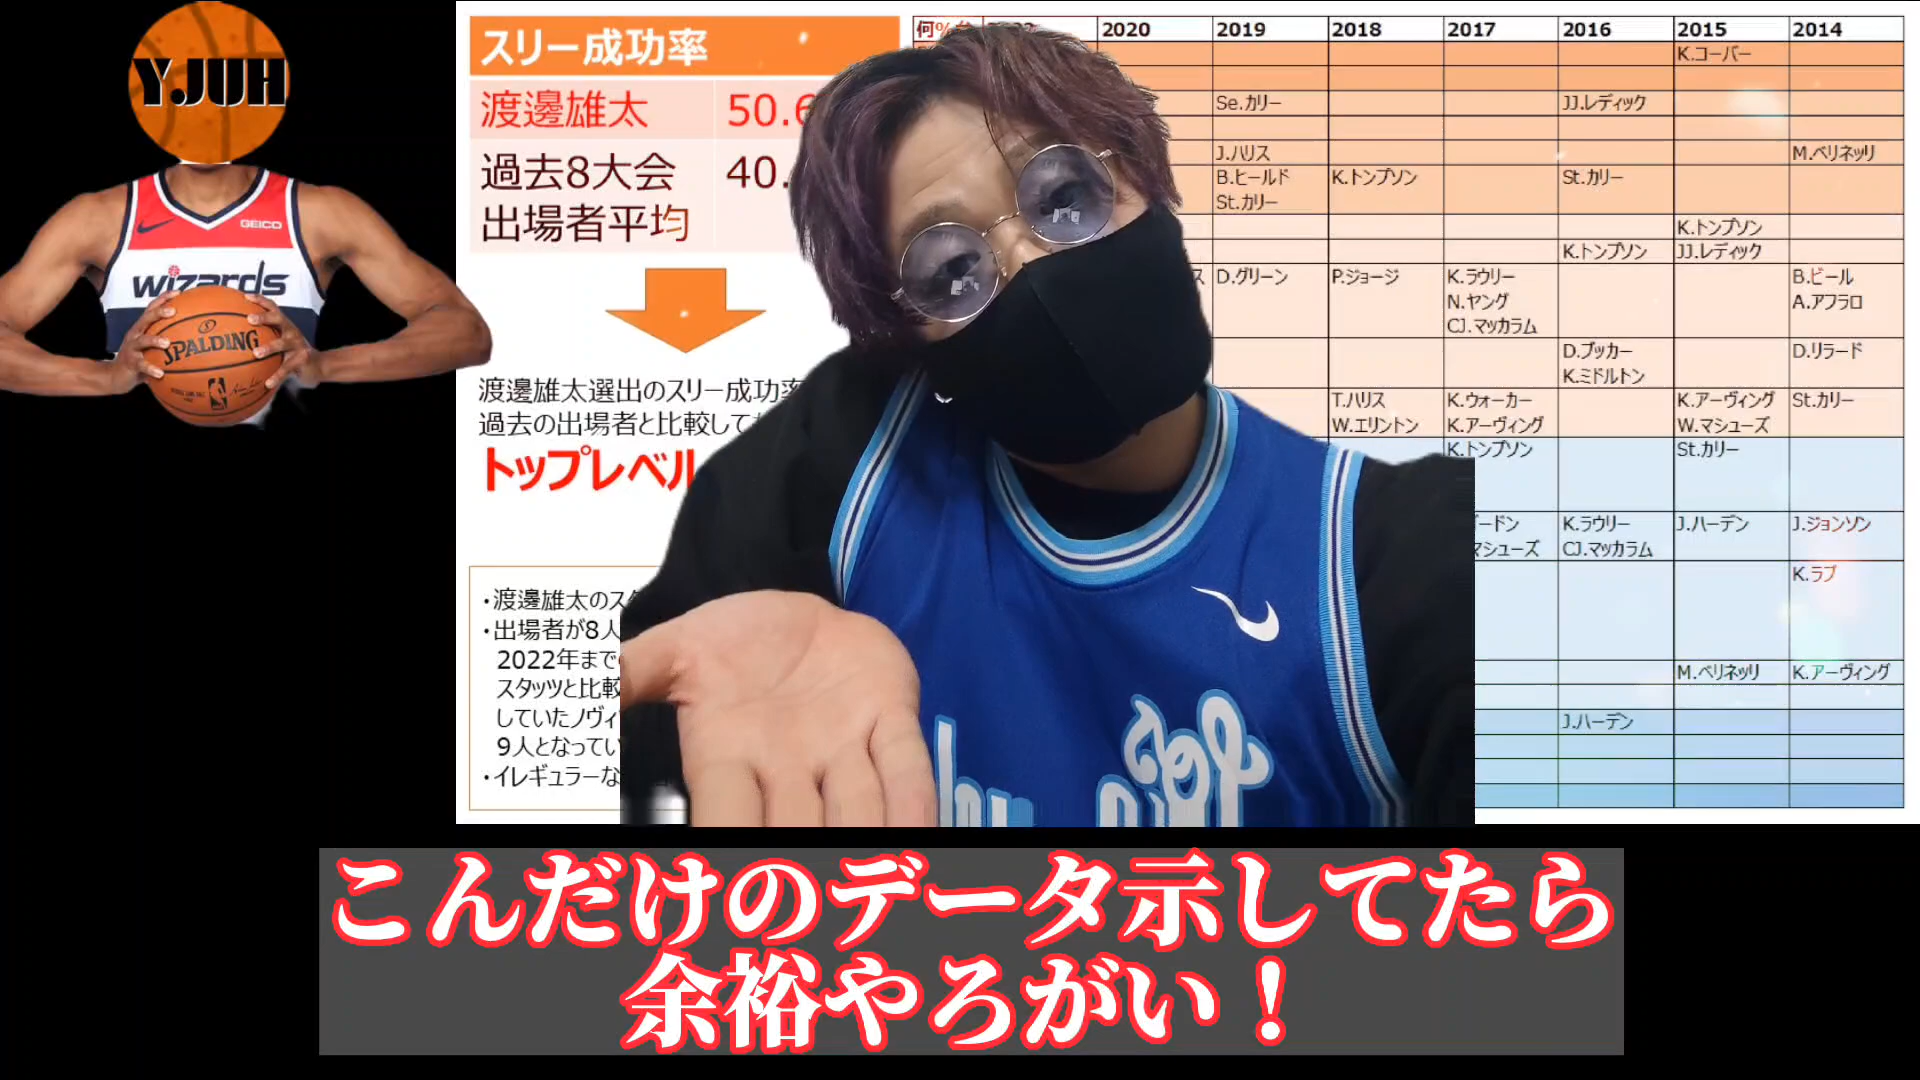 YJUH
GEICO
wizards
SPALDING
スリー成功率
渡邊雄太 50.6
過去8大会 40.
出場者平均
渡邊雄太選出のスリー成功率
過去の出場者と比較して
トップレベル
・渡邊雄太のス
・出場者が8人
2022年まで
スタッツと比較
していたノヴィ
9人となってい
・イレギュラーな
何% 2020 2019 2018 2017 2016 2015 2014
K.コーバー
Se.カリー JJ.レディック
J.ハリス M.ベリネッリ
B.ヒールド K.トンプソン St.カリー
St.カリー
K.トンプソン
K.トンプソン JJ.レディック
ス D.グリーン P.ジョージ K.ラウリー B.ビール
N.ヤング A.アフラロ
CJ.マッカラム
D.ブッカー D.リラード
K.ミドルトン
T.ハリス K.ウォーカー K.アーヴィング St.カリー
W.エリントン K.アーヴィング W.マシューズ
K.トンプソン St.カリー
ードン K.ラウリー J.ハーデン J.ジョンソン
マシューズ CJ.マッカラム
K.ラブ
M.ベリネッリ K.アーヴィング
J.ハーデン
こんだけのデータ示してたら
余裕やろがい！